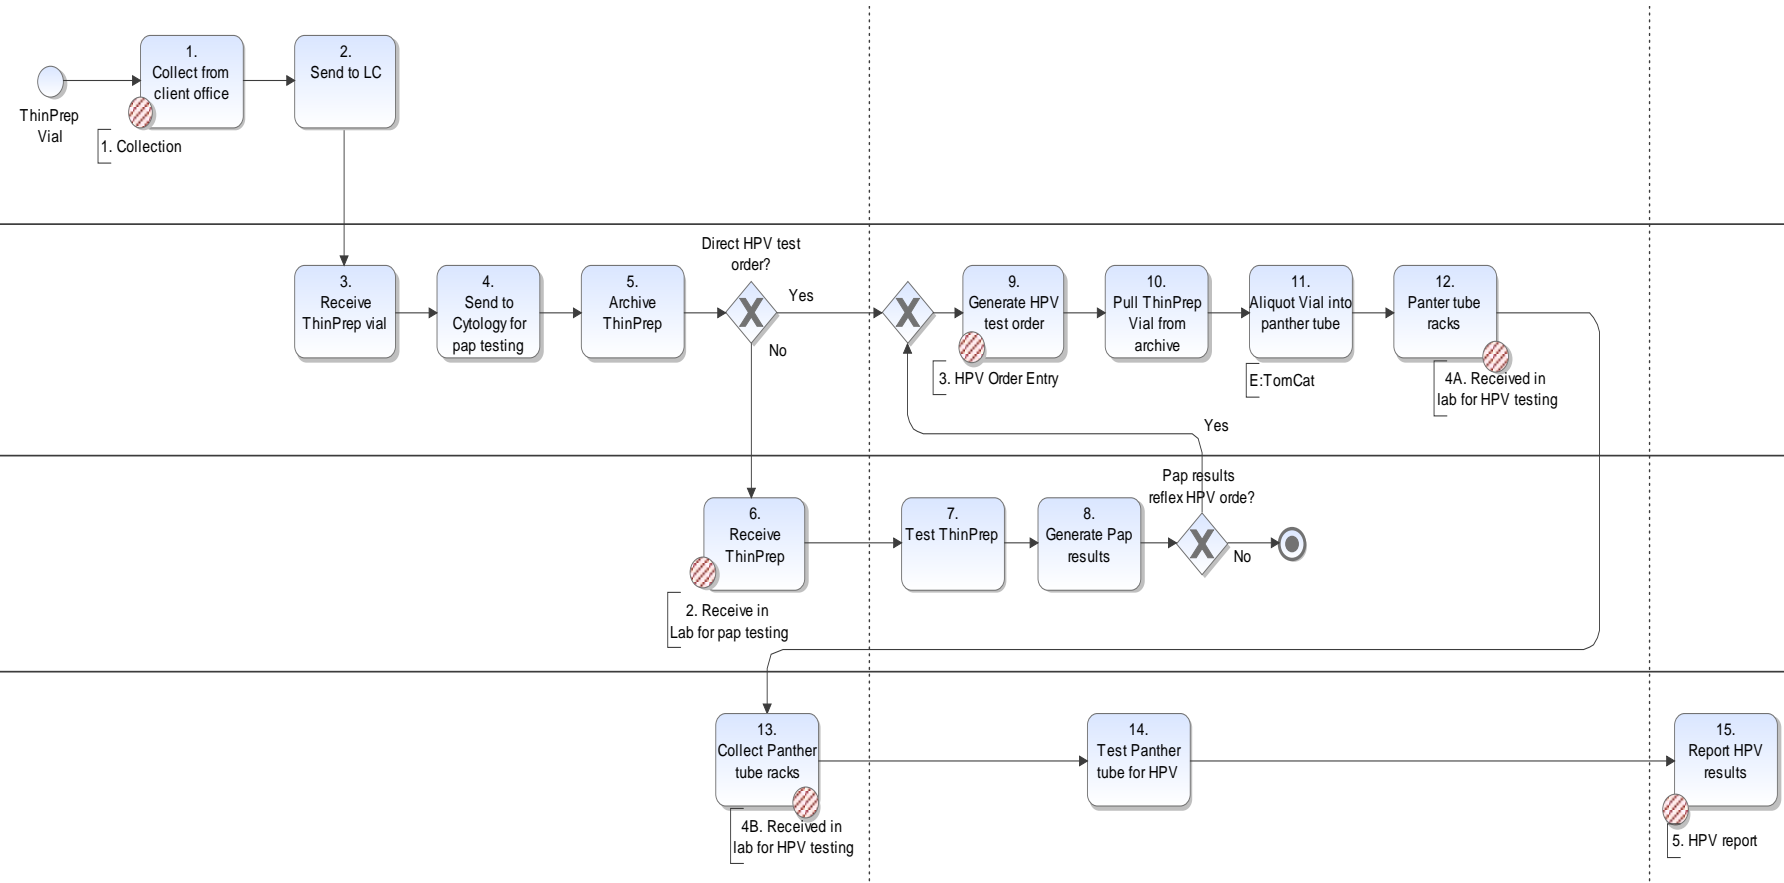 1.
Collect from
client office
2.
Send to LC
ThinPrep
Vial
1. Collection
Direct HPV test
order?
3.
Receive
ThinPrep vial
4.
Send to
Cytology for
pap testing
5.
Archive
ThinPrep
X
Yes
No
X
9.
Generate HPV
test order
10.
Pull ThinPrep
Vial from
archive
11.
Aliquot Vial into
panther tube
12.
Panter tube
racks
3. HPV Order Entry
E:TomCat
4A. Received in
lab for HPV testing
Yes
Pap results
reflex HPV orde?
6.
Receive
ThinPrep
7.
Test ThinPrep
8.
Generate Pap
results
X
No
2. Receive in
Lab for pap testing
13.
Collect Panther
tube racks
14.
Test Panther
tube for HPV
15.
Report HPV
results
4B. Received in
lab for HPV testing
5. HPV report